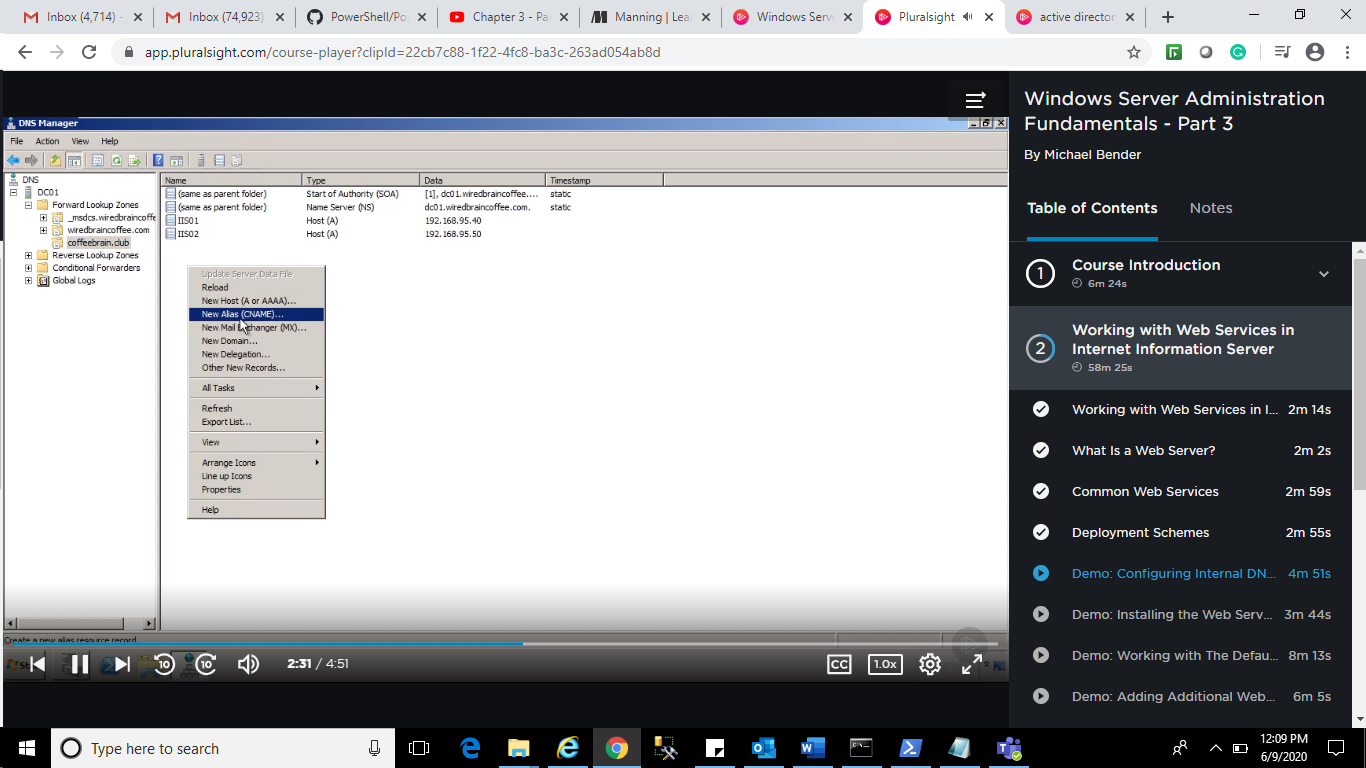 Inbox (4,714) -
Inbox (74,923)
PowerShell/Po
Chapter 3 - Pa
Manning | Lea
Windows Serv
Pluralsight
active director
app.pluralsight.com/course-player?clipId=22cb7c88-1f22-4fc8-ba3c-263ad054ab8d
DNS Manager
File Action View Help
DNS
DC01
Forward Lookup Zones
_msdcs.wiredbraincoffe
wiredbraincoffee.com
coffeebrain.club
Reverse Lookup Zones
Conditional Forwarders
Global Logs
Name Type Data Timestamp
(same as parent folder) Start of Authority (SOA) [1], dc01.wiredbraincoffee.... static
(same as parent folder) Name Server (NS) dc01.wiredbraincoffee.com. static
IIS01 Host (A) 192.168.95.40
IIS02 Host (A) 192.168.95.50
Update Server Data File
Reload
New Host (A or AAAA)...
New Alias (CNAME)...
New Mail Exchanger (MX)...
New Domain...
New Delegation...
Other New Records...
All Tasks
Refresh
Export List...
View
Arrange Icons
Line up Icons
Properties
Help
Create a new alias resource record.
10 10 2:31 / 4:51 CC 1.0x
Windows Server Administration
Fundamentals - Part 3
By Michael Bender
Table of Contents Notes
1 Course Introduction
6m 24s
2 Working with Web Services in
Internet Information Server
58m 25s
Working with Web Services in I... 2m 14s
What Is a Web Server? 2m 2s
Common Web Services 2m 59s
Deployment Schemes 2m 55s
Demo: Configuring Internal DN... 4m 51s
Demo: Installing the Web Serv... 3m 44s
Demo: Working with The Defau... 8m 13s
Demo: Adding Additional Web... 6m 5s
Type here to search
12:09 PM
6/9/2020